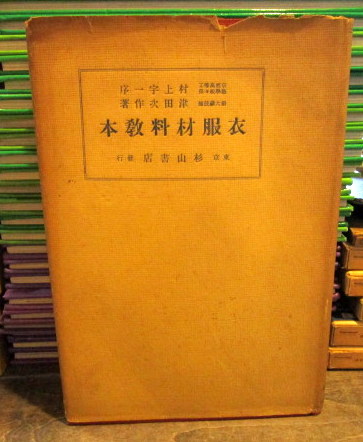 村上宇一序
津田次作著
衣服材料教本
東京 杉山書店 發行